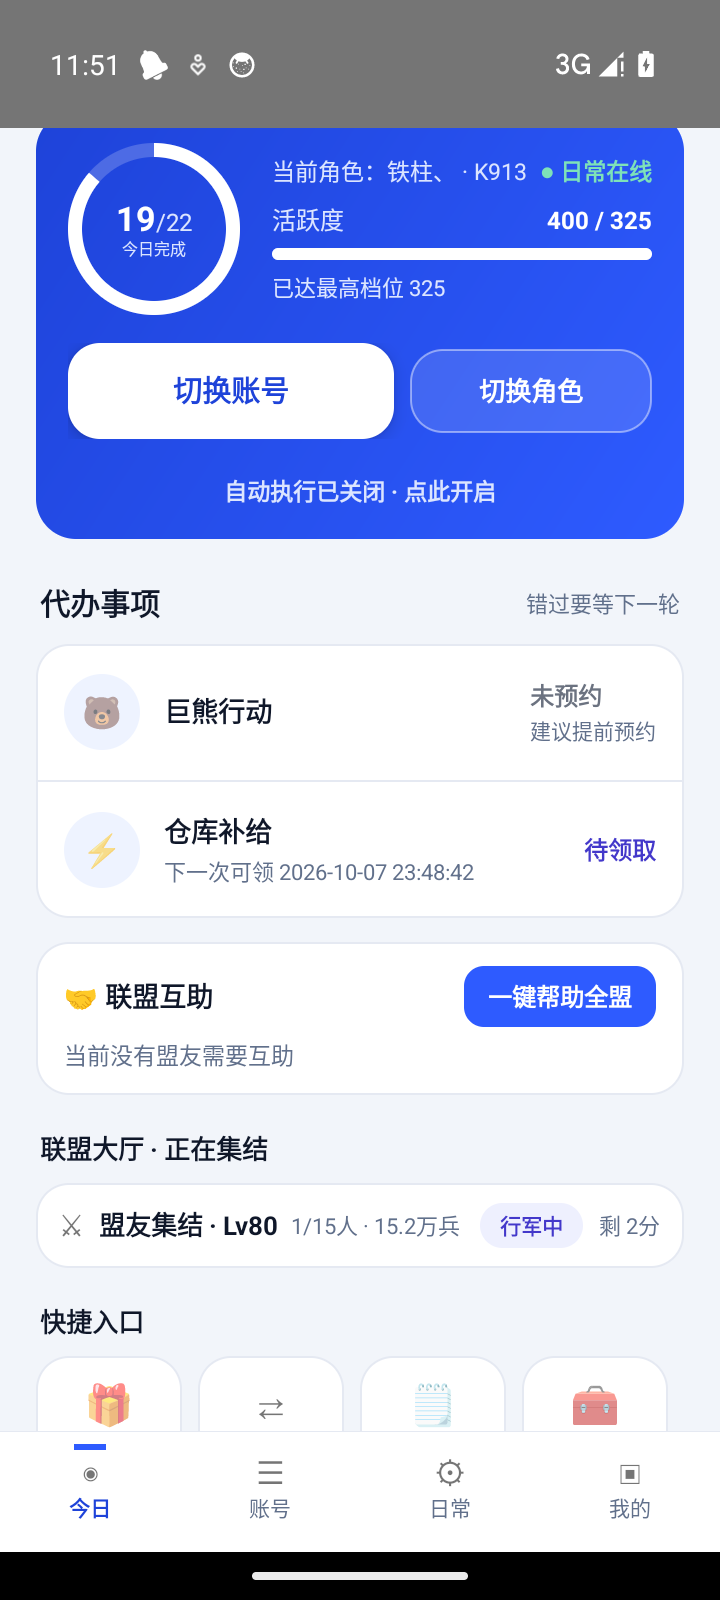 11:51
3G
19/22
今日完成
当前角色：铁柱、 · K913
日常在线
活跃度
400 / 325
已达最高档位 325
切换账号
切换角色
自动执行已关闭 · 点此开启
代办事项
错过要等下一轮
巨熊行动
未预约
建议提前预约
仓库补给
下一次可领 2026-10-07 23:48:42
待领取
联盟互助
一键帮助全盟
当前没有盟友需要互助
联盟大厅 · 正在集结
盟友集结 · Lv80
1/15人 · 15.2万兵
行军中
剩 2分
快捷入口
今日
账号
日常
我的